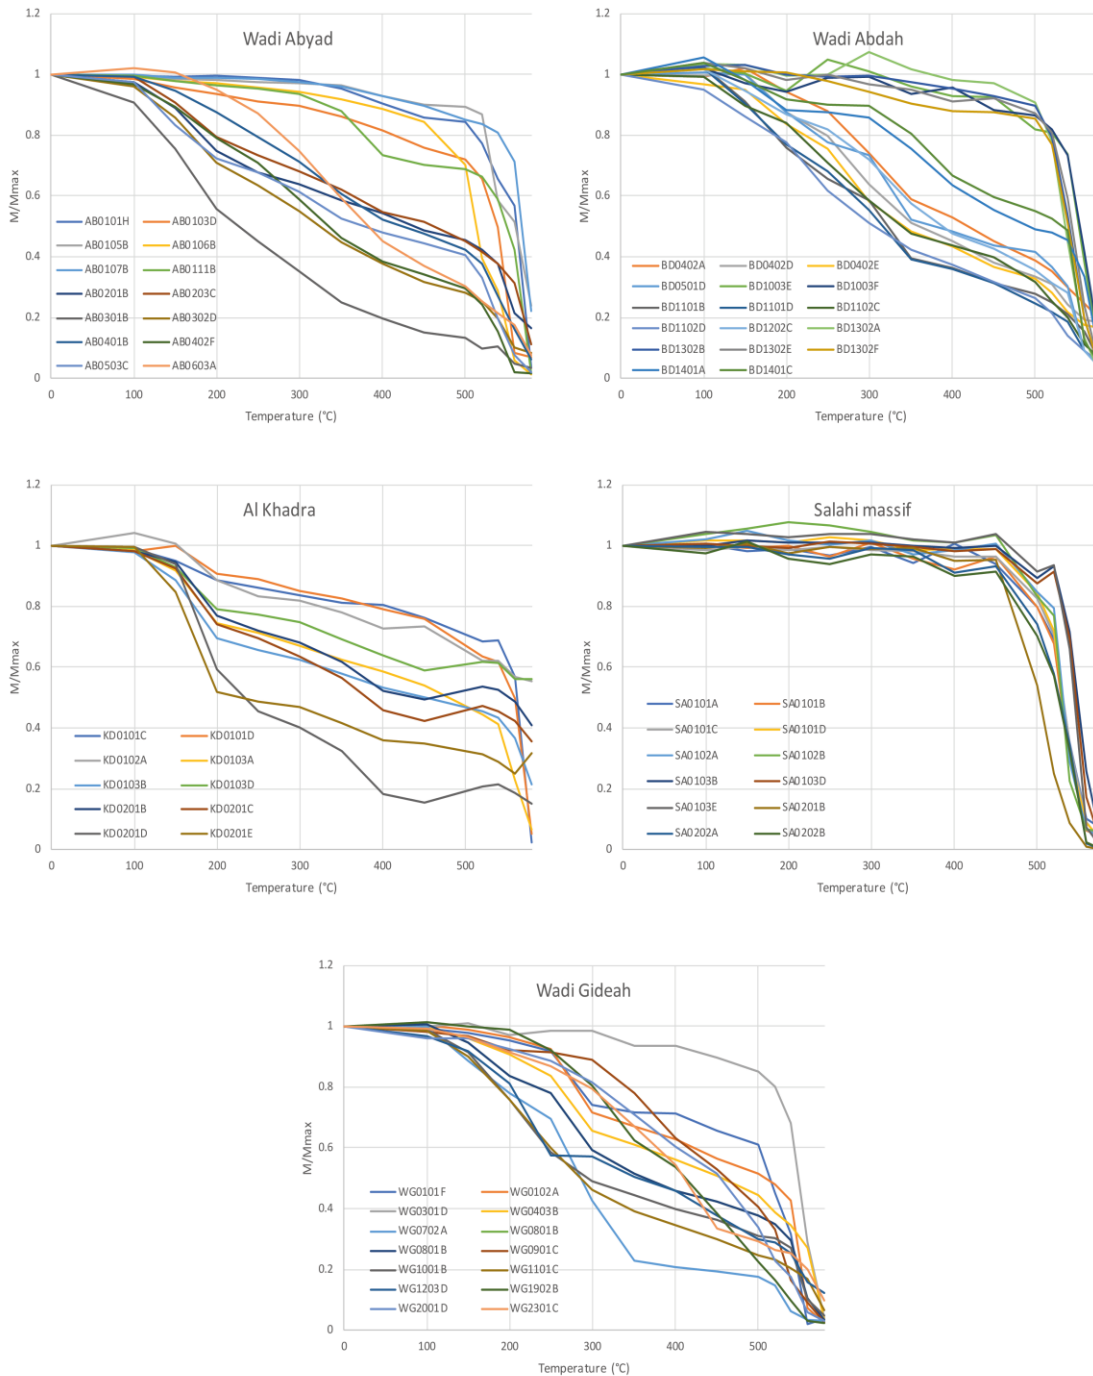 Wadi Abyad
M/Mmax
1.2
1
0.8
0.6
0.4
0.2
0
AB0101H AB0103D
AB0105B AB0106B
AB0107B AB0111B
AB0201B AB0203C
AB0301B AB0302D
AB0401B AB0402F
AB0503C AB0603A
0 100 200 300 400 500
Temperature (°C)
Wadi Abdah
M/Mmax
1.2
1
0.8
0.6
0.4
0.2
0
BD0402A BD0402D BD0402E
BD0501D BD1003E BD1003F
BD1101B BD1101D BD1102C
BD1102D BD1202C BD1302A
BD1302B BD1302E BD1302F
BD1401A BD1401C
0 100 200 300 400 500
Temperature (°C)
Al Khadra
M/Mmax
1.2
1
0.8
0.6
0.4
0.2
0
KD0101C KD0101D
KD0102A KD0103A
KD0103B KD0103D
KD0201B KD0201C
KD0201D KD0201E
0 100 200 300 400 500
Temperature (°C)
Salahi massif
M/Mmax
1.2
1
0.8
0.6
0.4
0.2
0
SA0101A SA0101B
SA0101C SA0101D
SA0102A SA0102B
SA0103B SA0103D
SA0103E SA0201B
SA0202A SA0202B
0 100 200 300 400 500
Temperature (°C)
Wadi Gideah
M/Mmax
1.2
1
0.8
0.6
0.4
0.2
0
WG0101F WG0102A
WG0301D WG0403B
WG0702A WG0801B
WG0801B WG0901C
WG1001B WG1101C
WG1203D WG1902B
WG2001D WG2301C
0 100 200 300 400 500
Temperature (°C)